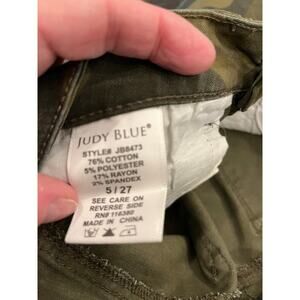 JUDY BLUE®
STYLE# JB8473
76% COTTON
5% POLYESTER
17% RAYON
2% SPANDEX
5 / 27
SEE CARE ON
REVERSE SIDE
RN# 116380
MADE IN CHINA